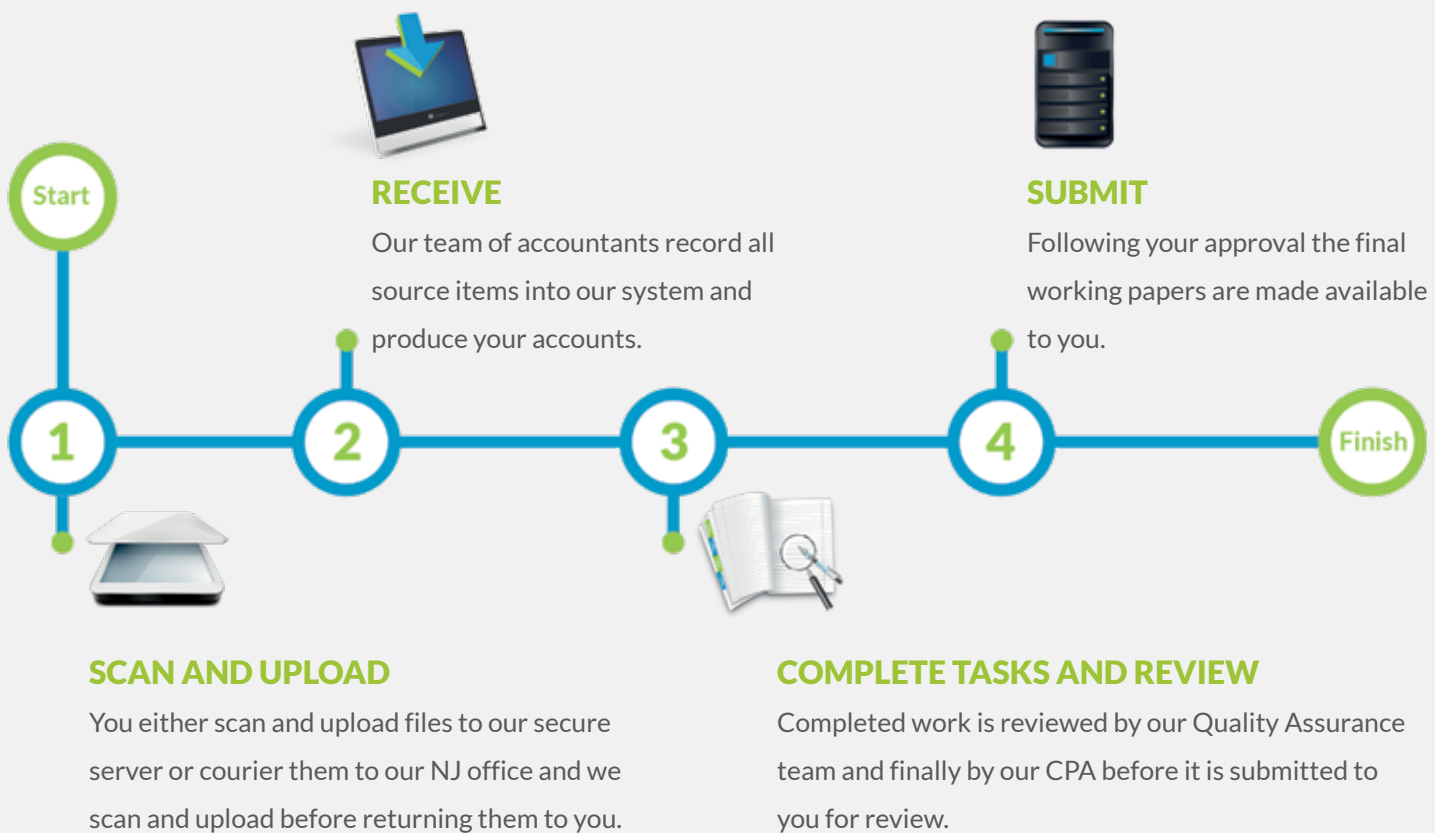 Start
RECEIVE
Our team of accountants record all
source items into our system and
produce your accounts.
SUBMIT
Following your approval the final
working papers are made available
to you.
1
2
3
4
Finish
SCAN AND UPLOAD
You either scan and upload files to our secure
server or courier them to our NJ office and we
scan and upload before returning them to you.
COMPLETE TASKS AND REVIEW
Completed work is reviewed by our Quality Assurance
team and finally by our CPA before it is submitted to
you for review.